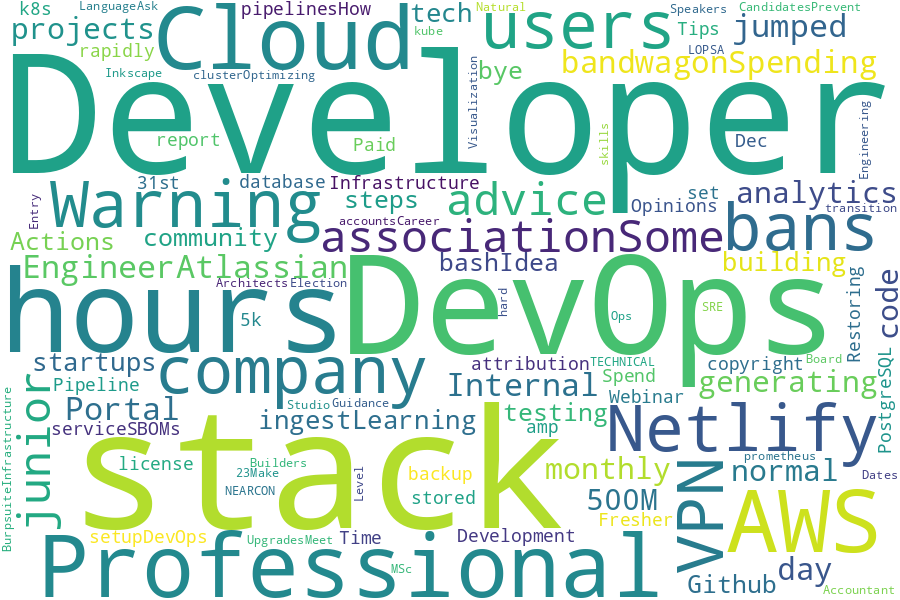 k8s
LanguageAsk
pipelinesHow
tech
Natural
users
Speakers
CandidatesPrevent
projects
Cloud
kube
Tips
jumped
rapidly
LOPSA
Inkscape
clusterOptimizing
Visualization
bye
bandwagonSpending
Developer
report
Paid
skills
Dec
Engineering
31st
database
Infrastructure
Warning
steps
advice
set
Opinions
analytics
transition
Entry
accountsCareer
Actions
community
associationSome
bans
EngineerAtlassian
bashIdea
building
Architects
Election
hours
DevOps
hard
Ops
SRE
5k
Restoring
code
startups
company
attribution
TECHNICAL
copyright
Board
Pipeline
Internal
Spend
generating
PostgreSQL
Portal
Studio
Guidance
Webinar
junior
serviceSBOMs
ingestLearning
testing
amp
Netlify
stack
license
Builders
23Make
Level
backup
monthly
prometheus
normal
Dates
BurpsuiteInfrastructure
NEARCON
stored
500M
VPN
AWS
Fresher
setupDevOps
UpgradesMeet
Time
Development
Professional
MSc
Github
day
Accountant